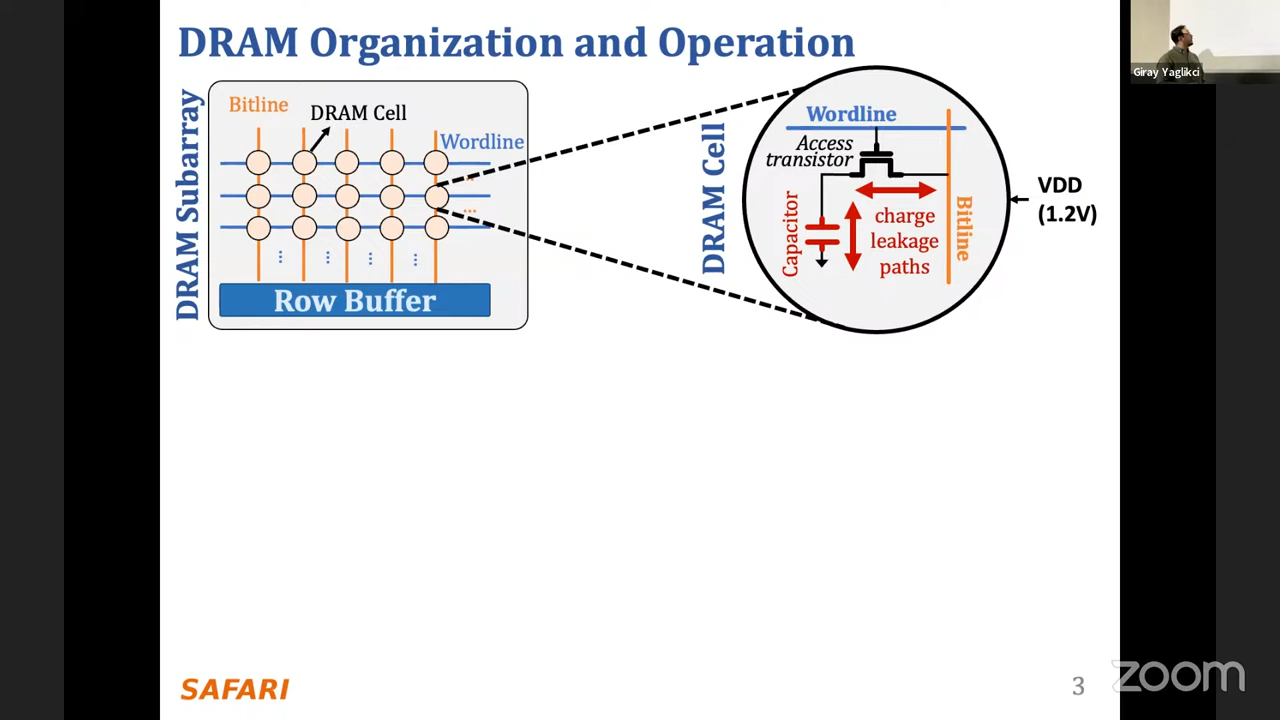 DRAM Organization and Operation
Giray Yaglikci
DRAM Subarray
Bitline
DRAM Cell
Wordline
...
...
Row Buffer
DRAM Cell
Wordline
Access
transistor
Capacitor
charge
leakage
paths
Bitline
VDD
(1.2V)
SAFARI
3
zoom